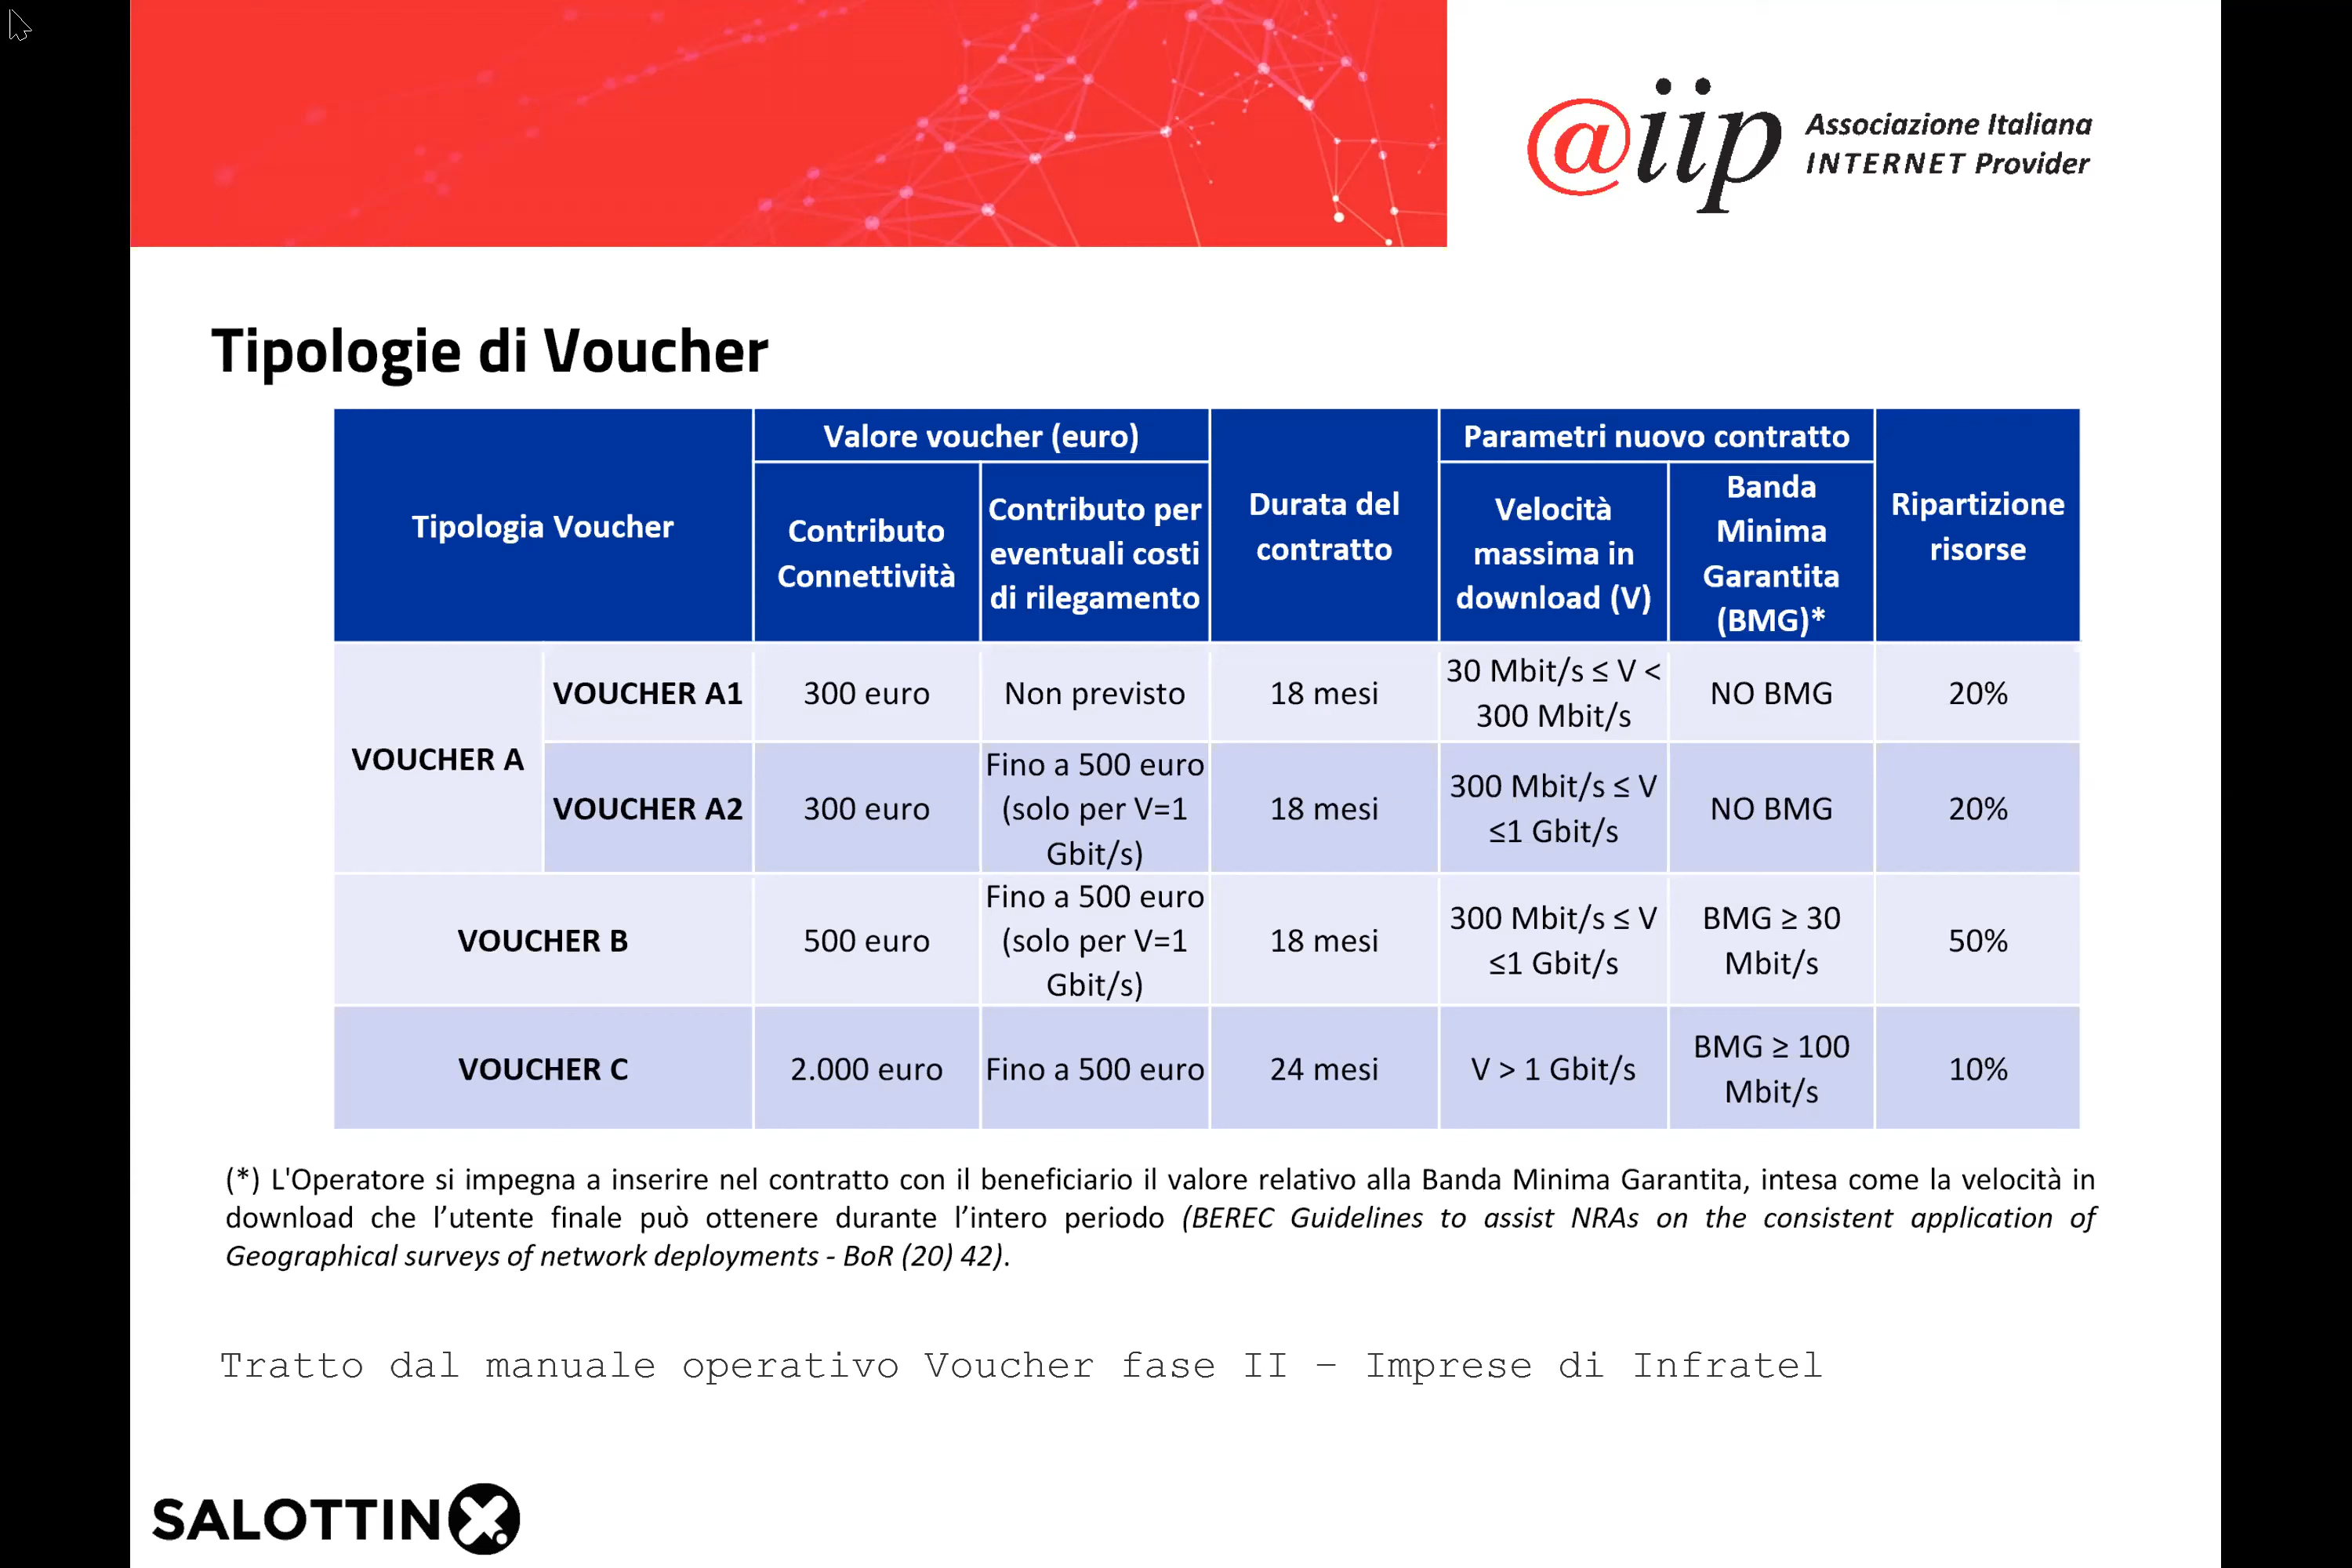 @iip Associazione Italiana
INTERNET Provider
Tipologie di Voucher
Tipologia Voucher
Valore voucher (euro)
Contributo
Connettività
Contributo per
eventuali costi
di rilegamento
Durata del
contratto
Parametri nuovo contratto
Velocità
massima in
download (V)
Banda
Minima
Garantita
(BMG)*
Ripartizione
risorse
VOUCHER A
VOUCHER A1
300 euro
Non previsto
18 mesi
30 Mbit/s ≤ V <
300 Mbit/s
NO BMG
20%
VOUCHER A2
300 euro
Fino a 500 euro
(solo per V=1
Gbit/s)
18 mesi
300 Mbit/s ≤ V
≤1 Gbit/s
NO BMG
20%
VOUCHER B
500 euro
Fino a 500 euro
(solo per V=1
Gbit/s)
18 mesi
300 Mbit/s ≤ V
≤1 Gbit/s
BMG ≥ 30
Mbit/s
50%
VOUCHER C
2.000 euro
Fino a 500 euro
24 mesi
V > 1 Gbit/s
BMG ≥ 100
Mbit/s
10%
(*) L'Operatore si impegna a inserire nel contratto con il beneficiario il valore relativo alla Banda Minima Garantita, intesa come la velocità in
download che l’utente finale può ottenere durante l’intero periodo (BEREC Guidelines to assist NRAs on the consistent application of
Geographical surveys of network deployments - BoR (20) 42).
Tratto dal manuale operativo Voucher fase II – Imprese di Infratel
SALOTTINX